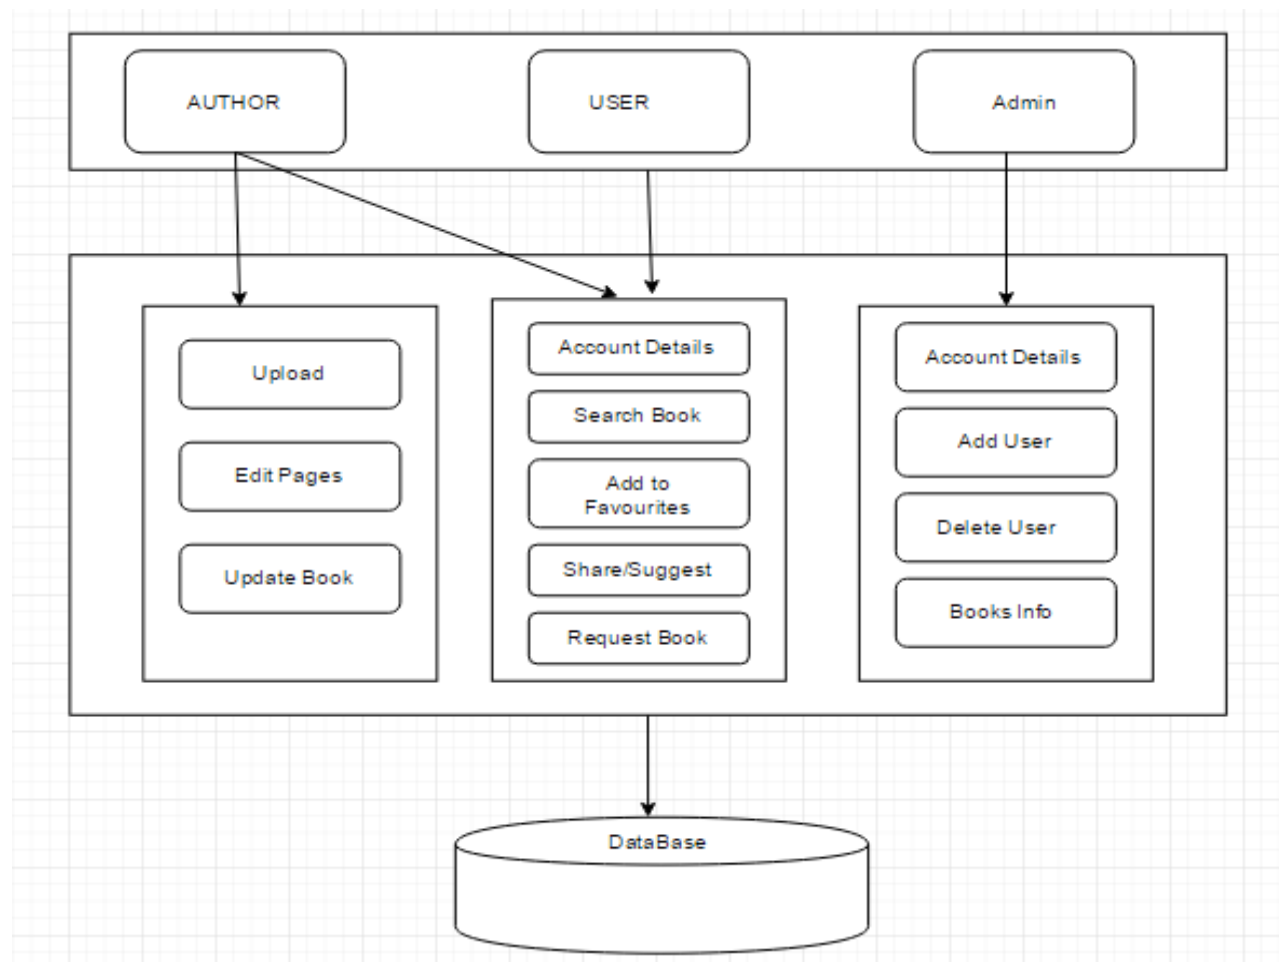 AUTHOR
USER
Admin
Upload
Edit Pages
Update Book
Account Details
Search Book
Add to
Favourites
Share/Suggest
Request Book
Account Details
Add User
Delete User
Books Info
DataBase